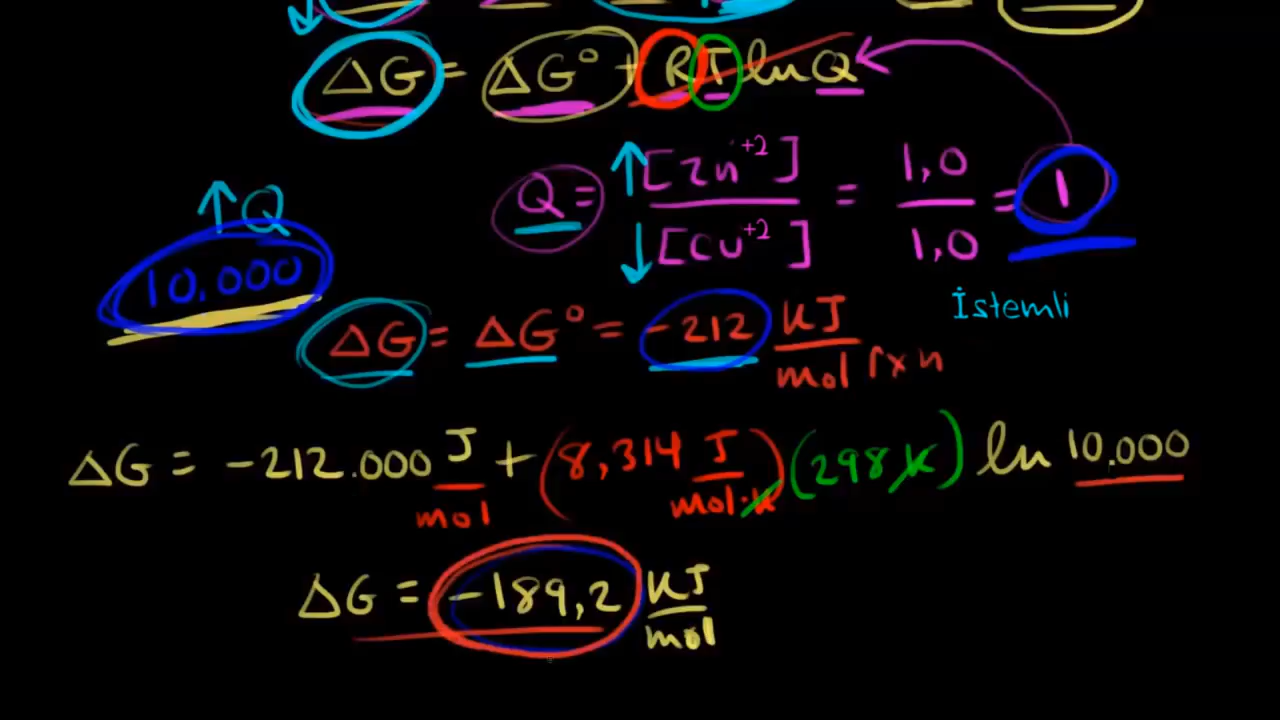 ΔG = ΔG° + RT ln Q
Q = [Zn+2] / [Cu+2] = 1,0 / 1,0 = 1
↑Q
10.000
İstemli
ΔG = ΔG° = -212 kJ / mol rxn
ΔG = -212.000 J / mol + (8,314 J / mol·K) (298 K) ln 10.000
ΔG = -189,2 kJ / mol